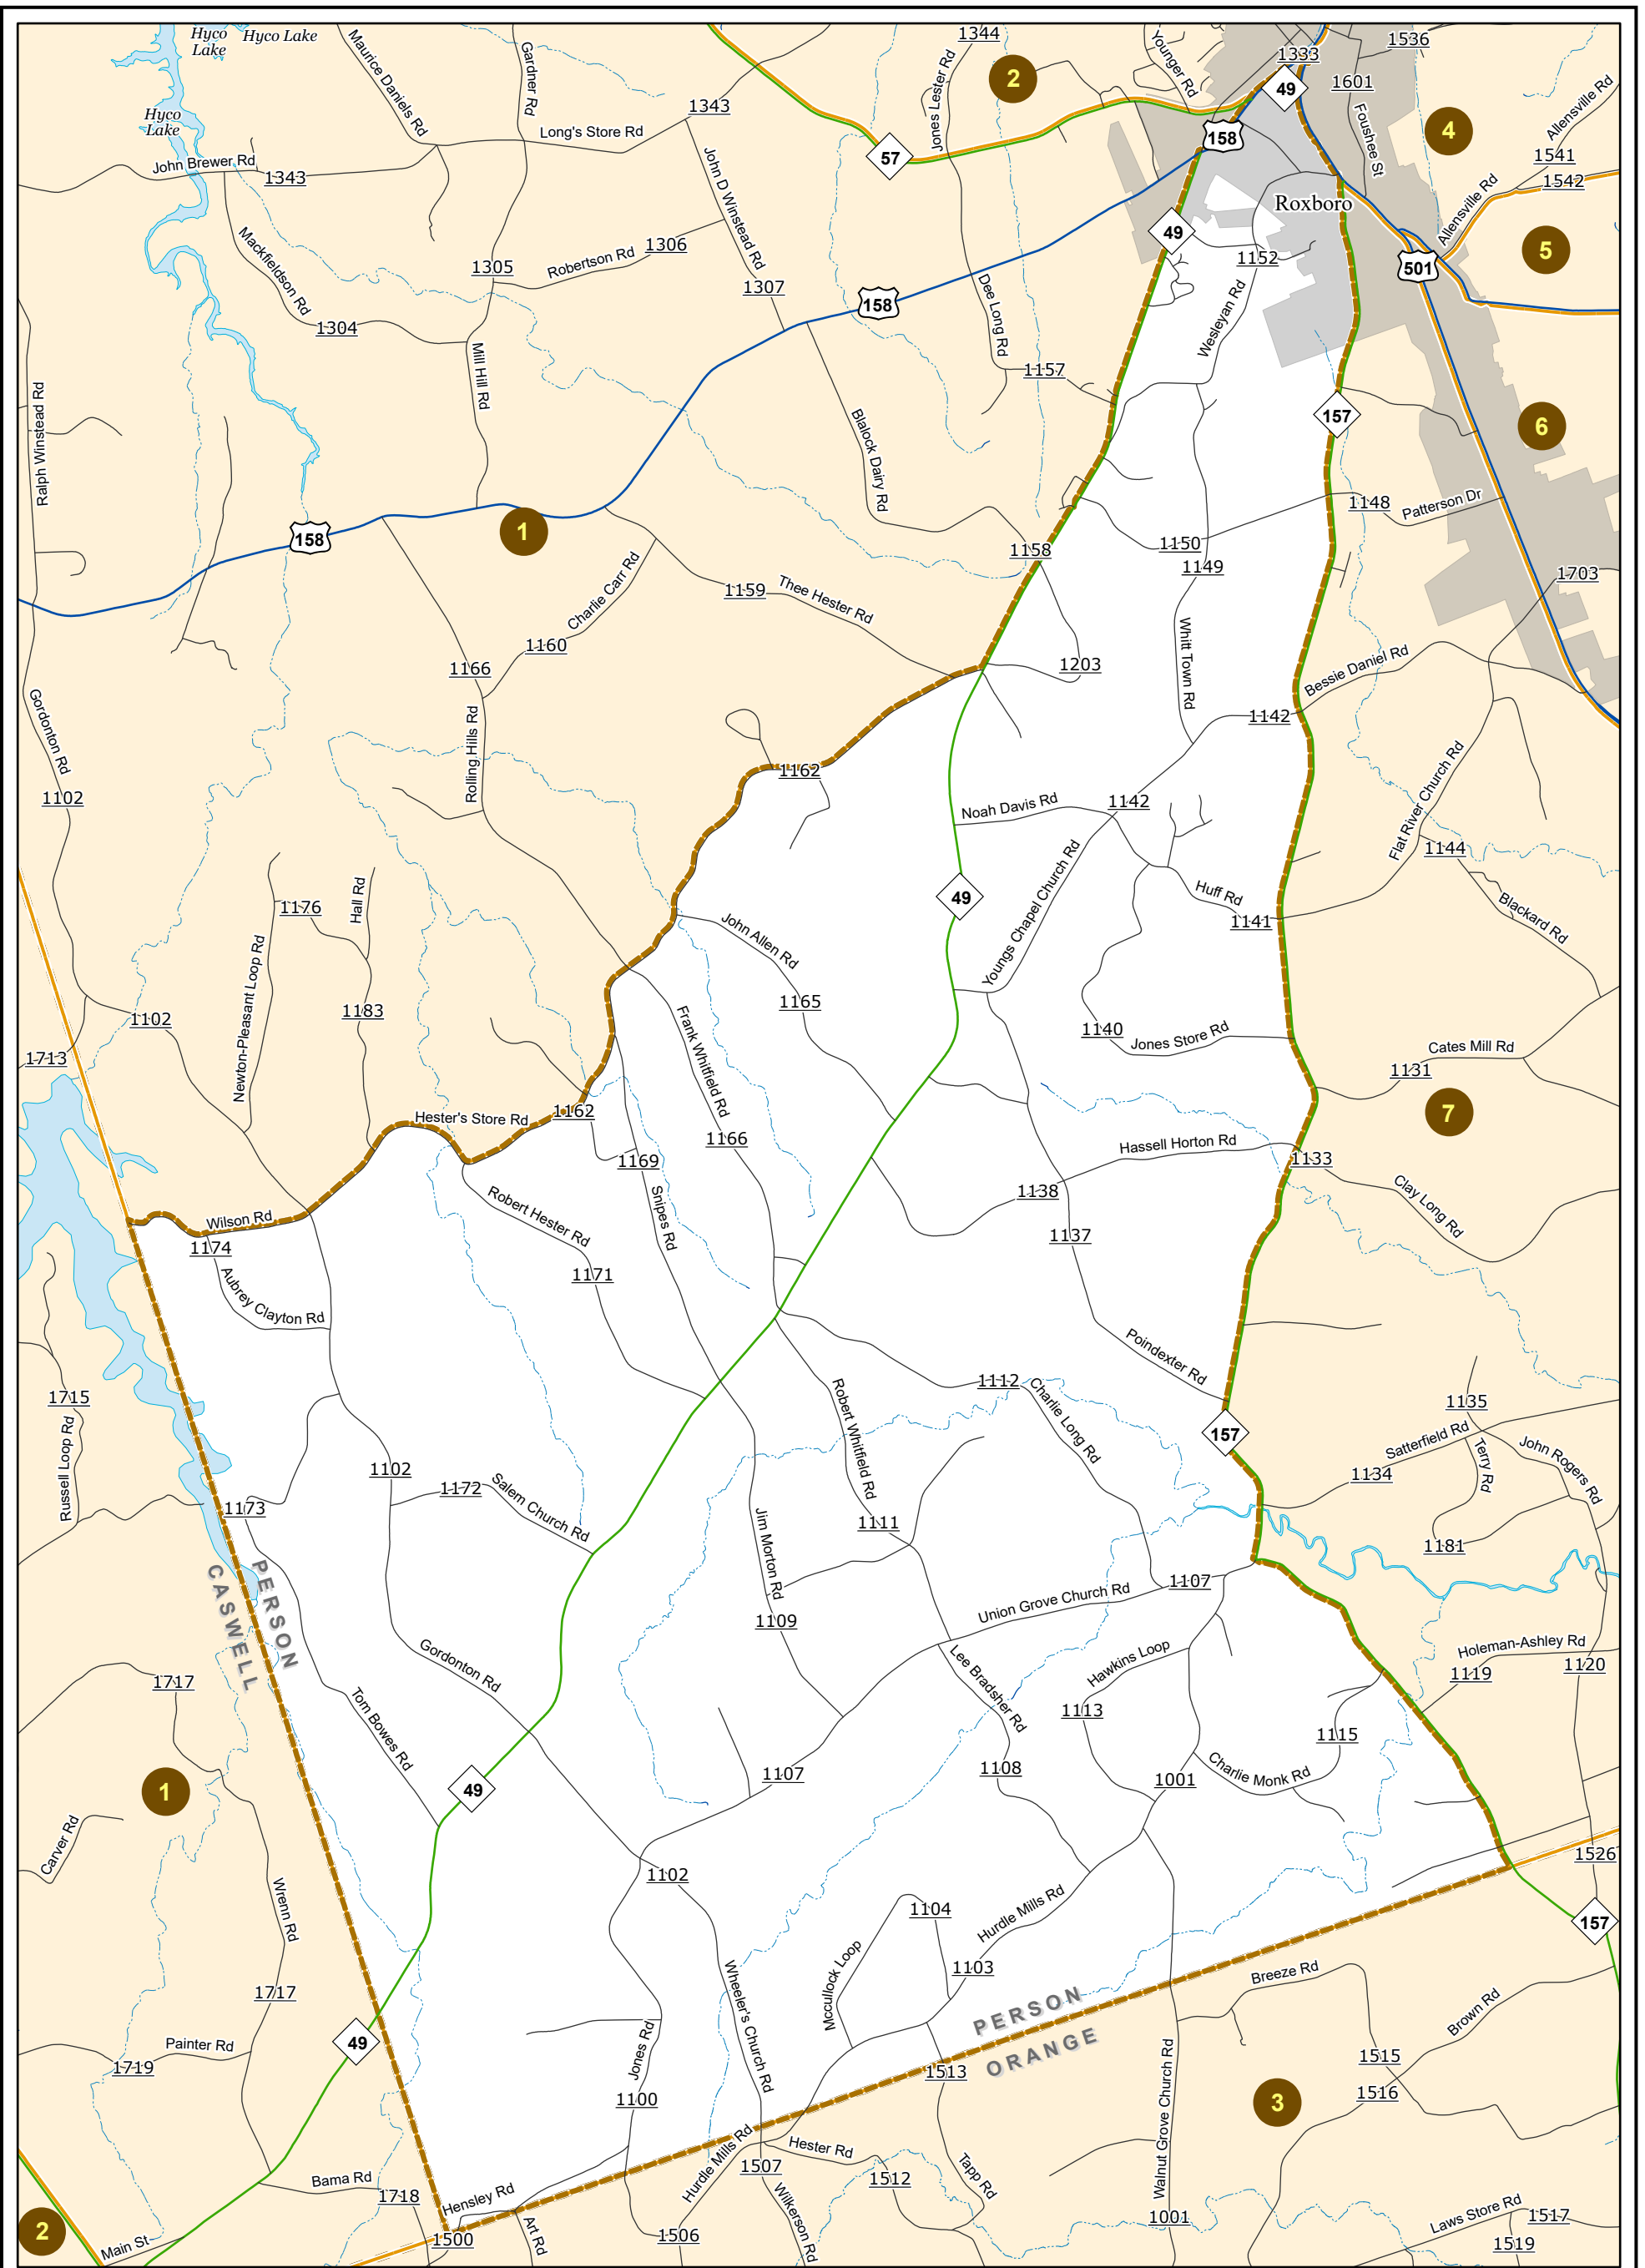 Hyco
Lake
Hyco Lake
Maurice Daniels Rd
Gardner Rd
1344
2
Younger Rd
1333
1536
49
1601
Foushee St
4
Allensville Rd
1541
1542
Hyco
Lake
1343
Long's Store Rd
Jones Lester Rd
57
158
John Brewer Rd
1343
John D Winstead Rd
Roxboro
Allensville Rd
5
501
49
1152
Mackfieldson Rd
1306
Robertson Rd
1305
1307
1304
158
Dee Long Rd
Wesleyan Rd
Mill Hill Rd
1157
Ralph Winstead Rd
Blalock Dairy Rd
157
6
158
1
1148
Patterson Dr
1158
1150
1149
1703
Charlie Carr Rd
1159
Thee Hester Rd
1160
1166
1203
Whitt Town Rd
Bessie Daniel Rd
Gordonton Rd
1142
Rolling Hills Rd
1162
1102
Noah Davis Rd
1142
Flat River Church Rd
1144
Youngs Chapel Church Rd
49
Huff Rd
1141
Blackard Rd
Hall Rd
1176
John Allen Rd
Newton-Pleasant Loop Rd
1183
1165
1102
Frank Whitfield Rd
1140
Jones Store Rd
Cates Mill Rd
1131
1713
7
Hester's Store Rd
1162
1166
1169
Hassell Horton Rd
1133
1138
Clay Long Rd
Robert Hester Rd
Snipes Rd
1137
Wilson Rd
1174
1171
Aubrey Clayton Rd
Poindexter Rd
1715
1112
Charlie Long Rd
1135
Robert Whitfield Rd
157
Satterfield Rd
Terry Rd
John Rogers Rd
Russell Loop Rd
1102
1134
1172
Salem Church Rd
1173
Jim Morton Rd
1111
1181
PERSON
CASWELL
1107
Union Grove Church Rd
1109
Gordonton Rd
Lee Bradsher Rd
Hawkins Loop
Holeman-Ashley Rd
1119
1120
1717
Tom Bowes Rd
1113
1115
1107
1108
Charlie Monk Rd
1001
49
1
Carver Rd
1102
1526
Wrenn Rd
1104
Hurdle Mills Rd
157
1103
Mccullock Loop
Wheeler's Church Rd
1717
PERSON
ORANGE
Breeze Rd
Brown Rd
49
Painter Rd
1719
Jones Rd
1513
1515
1516
1100
3
Walnut Grove Church Rd
Hurdle Mills Rd
Hester Rd
1507
1512
Tapp Rd
Bama Rd
1718
Hensley Rd
Wilkerson Rd
Laws Store Rd
1517
1001
2
Main St
1500
Art Rd
1506
1519